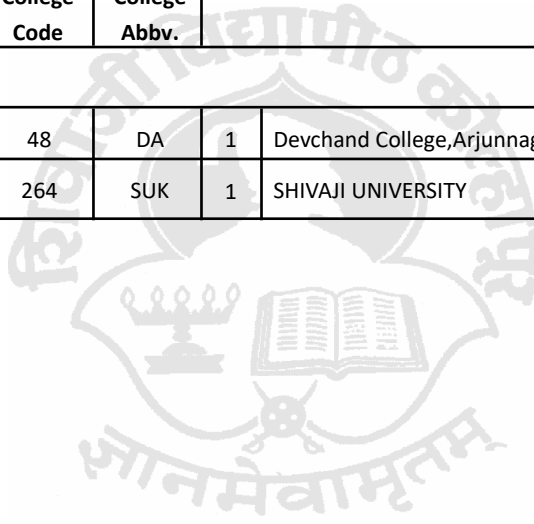 College College
Code Abbv.
48 DA 1 Devchand College,Arjunnag
264 SUK 1 SHIVAJI UNIVERSITY
शिवाजी विद्यापीठ कोल्हापूर
ज्ञानमेवामृतम्